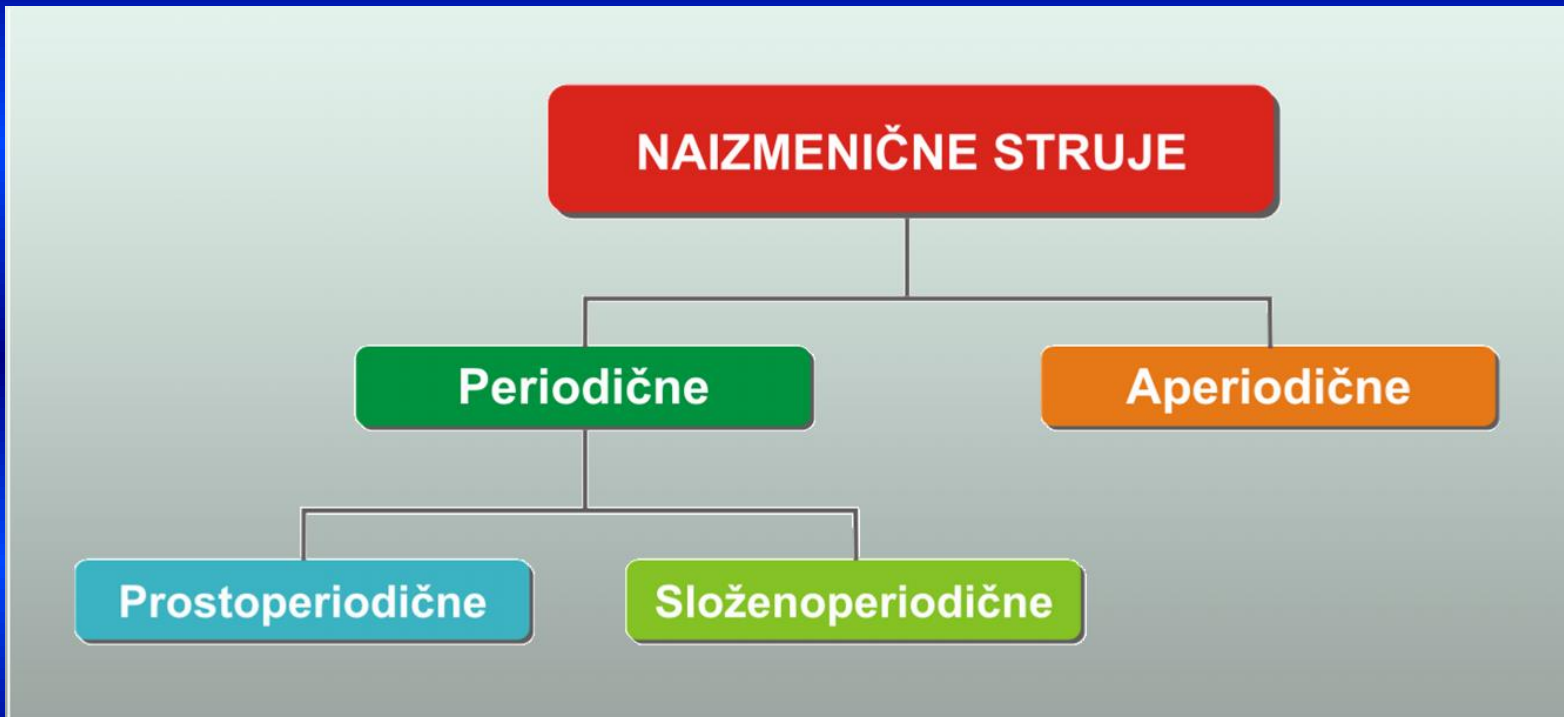 NAIZMENIČNE STRUJE
Periodične
Aperiodične
Prostoperiodične
Složenoperiodične